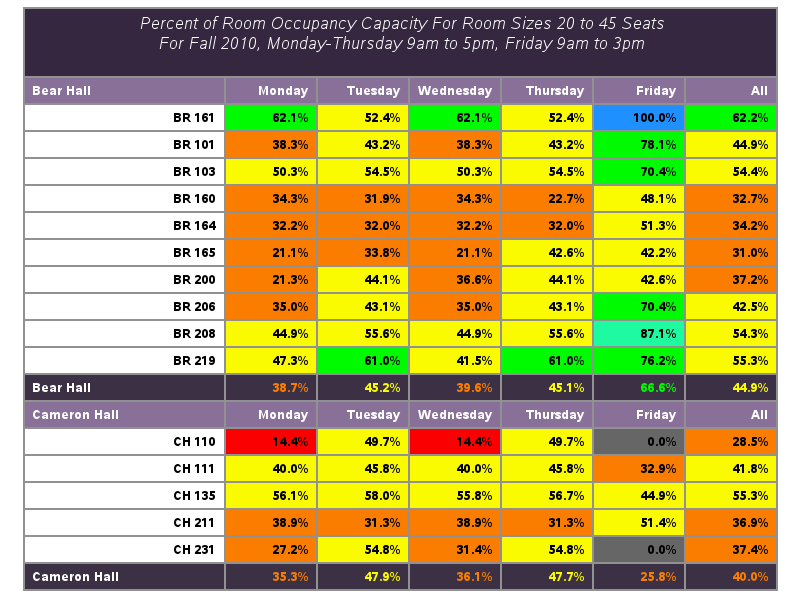 Percent of Room Occupancy Capacity For Room Sizes 20 to 45 Seats
For Fall 2010, Monday-Thursday 9am to 5pm, Friday 9am to 3pm
Bear Hall Monday Tuesday Wednesday Thursday Friday All
BR 161 62.1% 52.4% 62.1% 52.4% 100.0% 62.2%
BR 101 38.3% 43.2% 38.3% 43.2% 78.1% 44.9%
BR 103 50.3% 54.5% 50.3% 54.5% 70.4% 54.4%
BR 160 34.3% 31.9% 34.3% 22.7% 48.1% 32.7%
BR 164 32.2% 32.0% 32.2% 32.0% 51.3% 34.2%
BR 165 21.1% 33.8% 21.1% 42.6% 42.2% 31.0%
BR 200 21.3% 44.1% 36.6% 44.1% 42.6% 37.2%
BR 206 35.0% 43.1% 35.0% 43.1% 70.4% 42.5%
BR 208 44.9% 55.6% 44.9% 55.6% 87.1% 54.3%
BR 219 47.3% 61.0% 41.5% 61.0% 76.2% 55.3%
Bear Hall 38.7% 45.2% 39.6% 45.1% 66.6% 44.9%
Cameron Hall Monday Tuesday Wednesday Thursday Friday All
CH 110 14.4% 49.7% 14.4% 49.7% 0.0% 28.5%
CH 111 40.0% 45.8% 40.0% 45.8% 32.9% 41.8%
CH 135 56.1% 58.0% 55.8% 56.7% 44.9% 55.3%
CH 211 38.9% 31.3% 38.9% 31.3% 51.4% 36.9%
CH 231 27.2% 54.8% 31.4% 54.8% 0.0% 37.4%
Cameron Hall 35.3% 47.9% 36.1% 47.7% 25.8% 40.0%